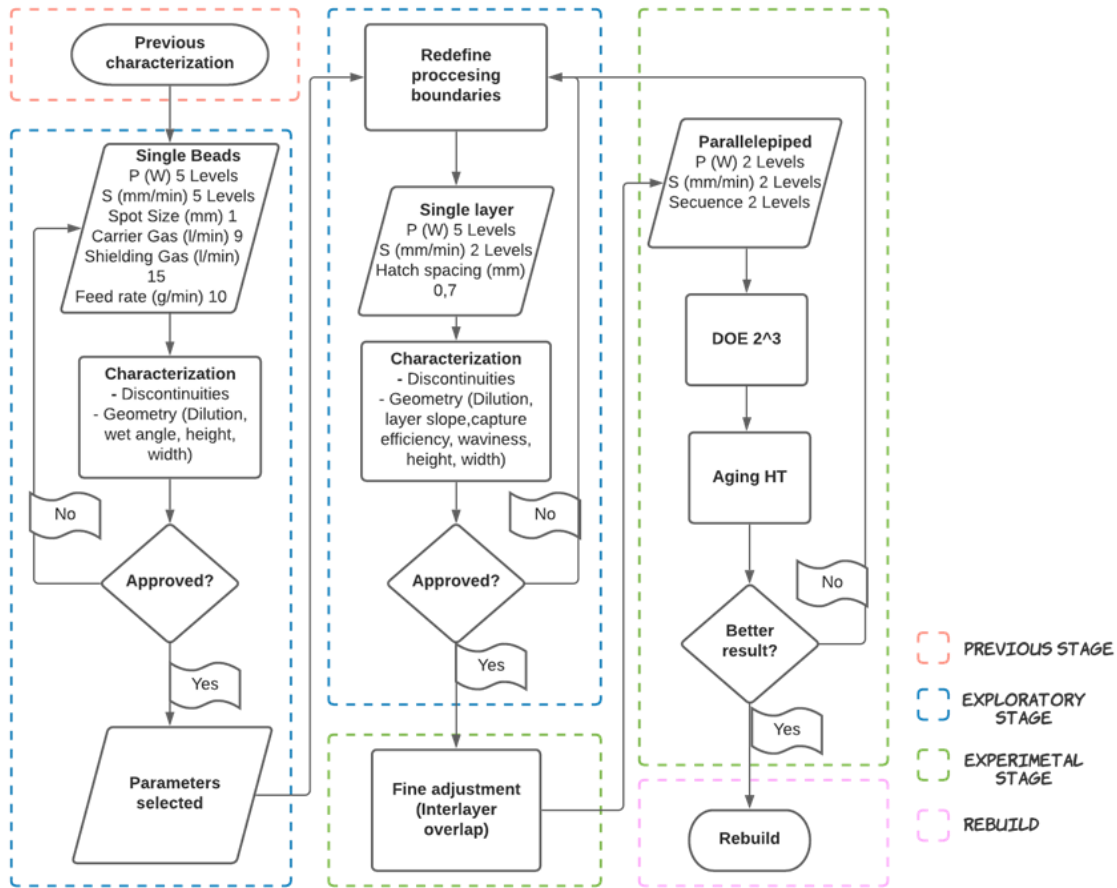 Previous
characterization
Single Beads
P (W) 5 Levels
S (mm/min) 5 Levels
Spot Size (mm) 1
Carrier Gas (l/min) 9
Shielding Gas (l/min)
15
Feed rate (g/min) 10
Characterization
- Discontinuities
- Geometry (Dilution,
wet angle, height,
width)
No
Approved?
Yes
Parameters
selected
Redefine
proccesing
boundaries
Single layer
P (W) 5 Levels
S (mm/min) 2 Levels
Hatch spacing (mm)
0,7
Characterization
- Discontinuities
- Geometry (Dilution,
layer slope,capture
efficiency, waviness,
height, width)
No
Approved?
Yes
Fine adjustment
(Interlayer
overlap)
Parallelepiped
P (W) 2 Levels
S (mm/min) 2 Levels
Secuence 2 Levels
DOE 2^3
Aging HT
No
Better
result?
Yes
Rebuild
PREVIOUS STAGE
EXPLORATORY
STAGE
EXPERIMETAL
STAGE
REBUILD